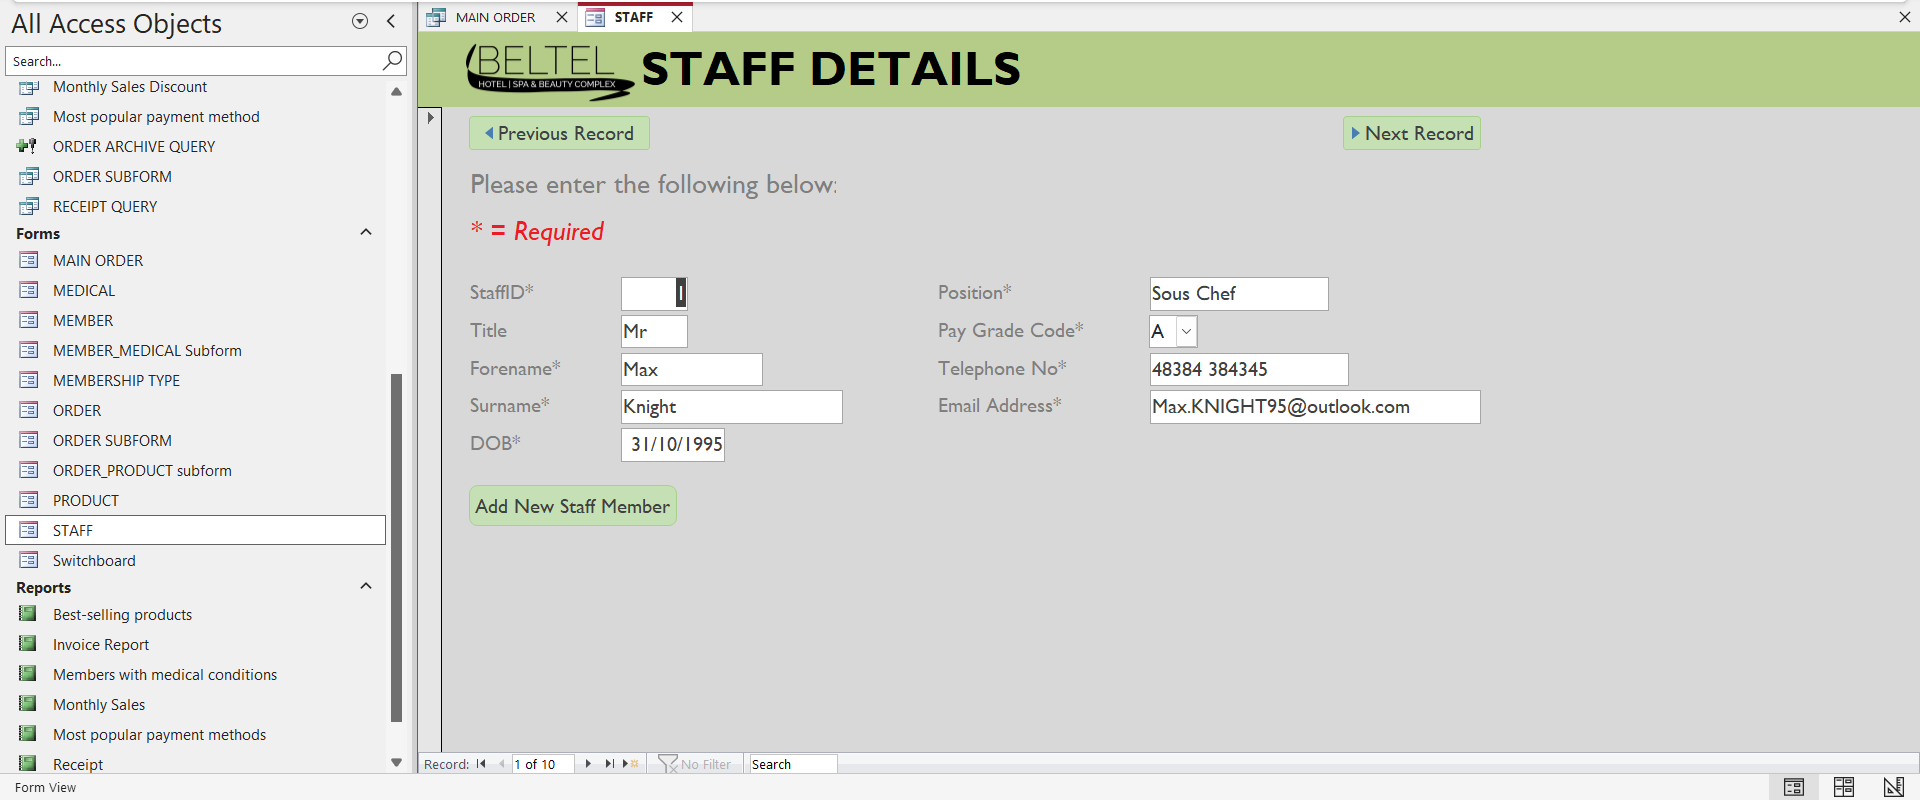 All Access Objects
Search...
Monthly Sales Discount
Most popular payment method
ORDER ARCHIVE QUERY
ORDER SUBFORM
RECEIPT QUERY
Forms
MAIN ORDER
MEDICAL
MEMBER
MEMBER_MEDICAL Subform
MEMBERSHIP TYPE
ORDER
ORDER SUBFORM
ORDER_PRODUCT subform
PRODUCT
STAFF
Switchboard
Reports
Best-selling products
Invoice Report
Members with medical conditions
Monthly Sales
Most popular payment methods
Receipt
MAIN ORDER
STAFF
BELTEL
HOTEL | SPA & BEAUTY COMPLEX
STAFF DETAILS
Previous Record
Next Record
Please enter the following below:
* = Required
StaffID* 1
Title Mr
Forename* Max
Surname* Knight
DOB* 31/10/1995
Position* Sous Chef
Pay Grade Code* A
Telephone No* 48384 384345
Email Address* Max.KNIGHT95@outlook.com
Add New Staff Member
Record: 1 of 10 No Filter Search
Form View